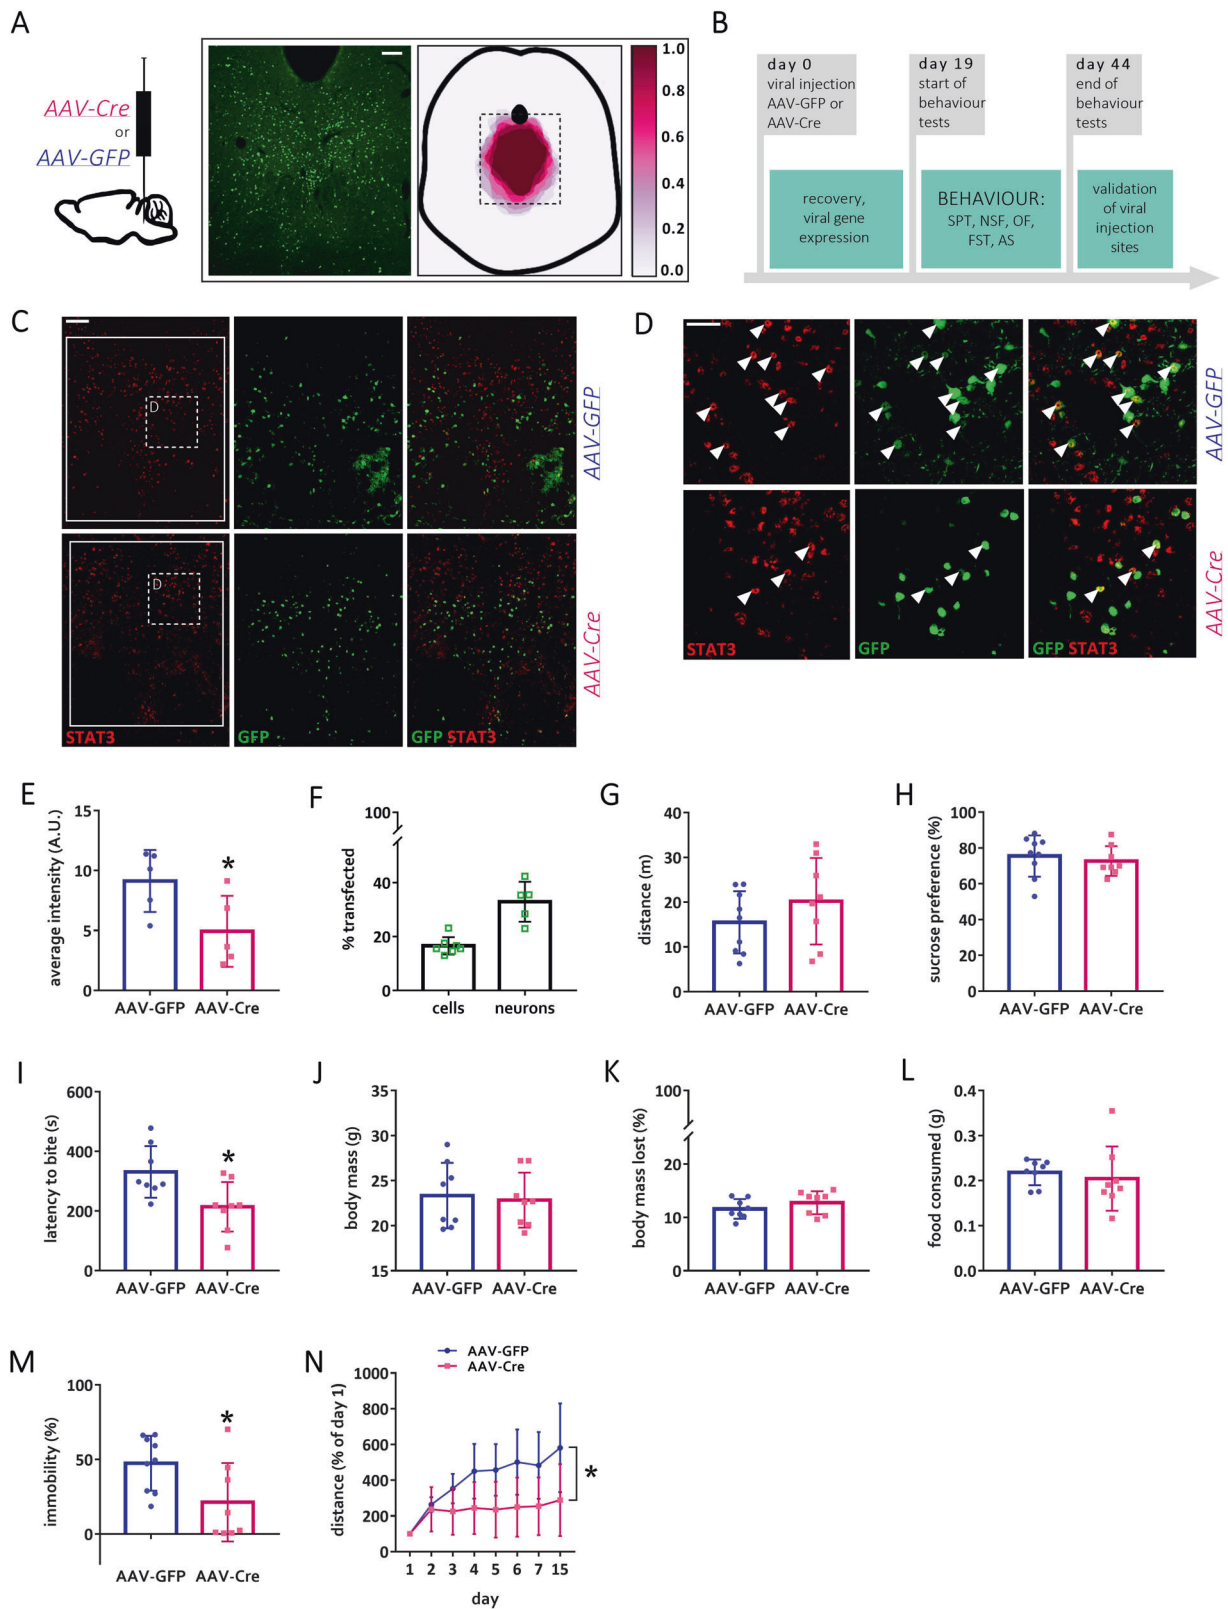 A
AAV-Cre
or
AAV-GFP
1.0
0.8
0.6
0.4
0.2
0.0
B
day 0
viral injection
AAV-GFP or
AAV-Cre
day 19
start of
behaviour
tests
day 44
end of
behaviour
tests
recovery,
viral gene
expression
BEHAVIOUR:
SPT, NSF, OF,
FST, AS
validation
of viral
injection
sites
C
D
AAV-GFP
D
AAV-Cre
STAT3
GFP
GFP STAT3
D
AAV-GFP
AAV-Cre
STAT3
GFP
GFP STAT3
E
average intensity (A.U.)
15
10
5
0
*
AAV-GFP
AAV-Cre
F
% transfected
100
40
20
0
cells
neurons
G
distance (m)
40
30
20
10
0
AAV-GFP
AAV-Cre
H
sucrose preference (%)
100
80
60
40
20
0
AAV-GFP
AAV-Cre
I
latency to bite (s)
600
400
200
0
*
AAV-GFP
AAV-Cre
J
body mass (g)
35
30
25
20
15
AAV-GFP
AAV-Cre
K
body mass lost (%)
100
20
10
0
AAV-GFP
AAV-Cre
L
food consumed (g)
0.4
0.3
0.2
0.1
0.0
AAV-GFP
AAV-Cre
M
immobility (%)
100
50
0
*
AAV-GFP
AAV-Cre
N
AAV-GFP
AAV-Cre
distance (% of day 1)
1000
800
600
400
200
0
*
1 2 3 4 5 6 7 15
day